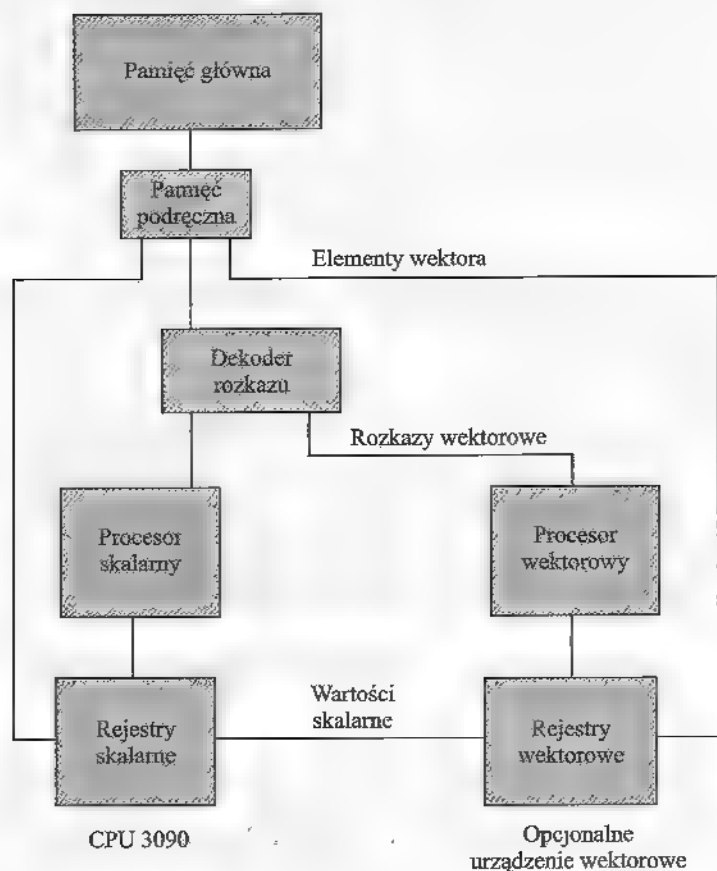 Pamięć główna
Pamięć
podręczna
Elementy wektora
Dekoder
rozkazu
Rozkazy wektorowe
Procesor
skalarny
Procesor
wektorowy
Wartości
skalarne
Rejestry
skalarne
Rejestry
wektorowe
CPU 3090
Opcjonalne
urządzenie wektorowe